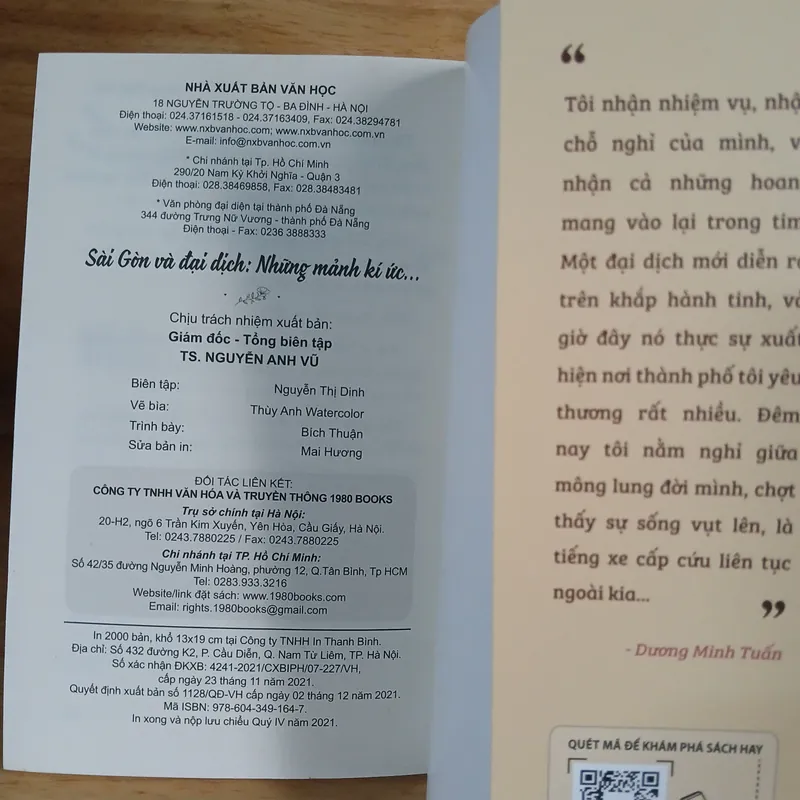 NHÀ XUẤT BẢN VĂN HỌC
18 NGUYỄN TRƯỜNG TỘ - BA ĐÌNH - HÀ NỘI
Điện thoại: 024.37161518 - 024.37163409, Fax: 024.38294781
Website: www.nxbvanhoc.com; www.nxbvanhoc.com.vn
E-mail: info@nxbvanhoc.com.vn
* Chi nhánh tại Tp. Hồ Chí Minh
290/20 Nam Kỳ Khởi Nghĩa - Quận 3
Điện thoại: 028.38469858, Fax: 028.38483481
* Văn phòng đại diện tại thành phố Đà Nẵng
344 đường Trưng Nữ Vương - thành phố Đà Nẵng
Điện thoại - Fax: 0236 3888333
Sài Gòn và đại dịch: Những mảnh kí ức...
Chịu trách nhiệm xuất bản:
Giám đốc - Tổng biên tập
TS. NGUYỄN ANH VŨ
Biên tập: Nguyễn Thị Dinh
Vẽ bìa: Thùy Anh Watercolor
Trình bày: Bích Thuận
Sửa bản in: Mai Hương
ĐỐI TÁC LIÊN KẾT:
CÔNG TY TNHH VĂN HÓA VÀ TRUYỀN THÔNG 1980 BOOKS
Trụ sở chính tại Hà Nội:
20-H2, ngõ 6 Trần Kim Xuyến, Yên Hòa, Cầu Giấy, Hà Nội.
Tel: 0243.7880225 / Fax: 0243.7880225
Chi nhánh tại TP. Hồ Chí Minh:
Số 42/35 đường Nguyễn Minh Hoàng, phường 12, Q.Tân Bình, Tp HCM
Tel: 0283.933.3216
Website/link đặt sách: www.1980books.com
Email: rights.1980books@gmail.com
In 2000 bản, khổ 13x19 cm tại Công ty TNHH In Thanh Bình.
Địa chỉ: Số 432 đường K2, P. Cầu Diễn, Q. Nam Từ Liêm, TP. Hà Nội.
Số xác nhận ĐKXB: 4241-2021/CXBIPH/07-227/VH,
cấp ngày 23 tháng 11 năm 2021.
Quyết định xuất bản số 1128/QĐ-VH cấp ngày 02 tháng 12 năm 2021.
Mã ISBN: 978-604-349-164-7.
In xong và nộp lưu chiểu Quý IV năm 2021.
“
Tôi nhận nhiệm vụ, nhậ
chỗ nghỉ của mình, v
nhận cả những hoan
mang vào lại trong tim
Một đại dịch mới diễn ra
trên khắp hành tinh, và
giờ đây nó thực sự xuất
hiện nơi thành phố tôi yêu
thương rất nhiều. Đêm
nay tôi nằm nghỉ giữa
mông lung đời mình, chợt
thấy sự sống vụt lên, là
tiếng xe cấp cứu liên tục
ngoài kia...
”
- Dương Minh Tuấn
QUÉT MÃ ĐỂ KHÁM PHÁ SÁCH HAY